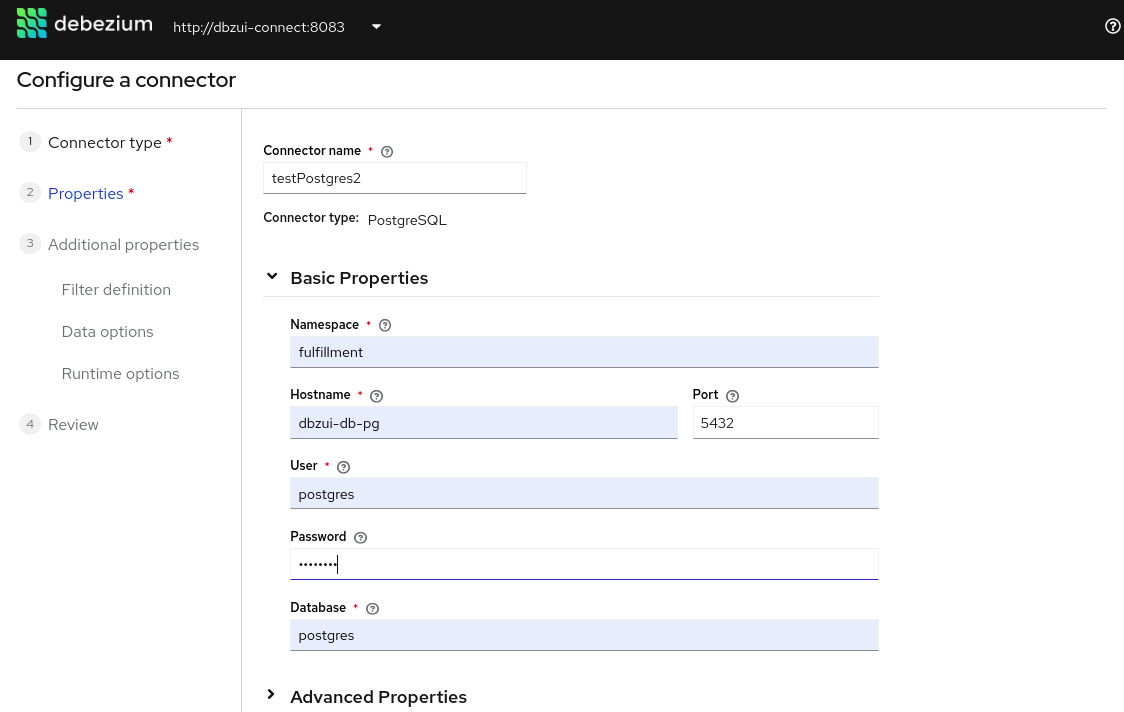 debezium http://dbzui-connect:8083
Configure a connector
1 Connector type *
2 Properties *
3 Additional properties
Filter definition
Data options
Runtime options
4 Review
Connector name *
testPostgres2
Connector type: PostgreSQL
Basic Properties
Namespace *
fulfillment
Hostname *
dbzui-db-pg
Port
5432
User *
postgres
Password
••••••••
Database *
postgres
Advanced Properties